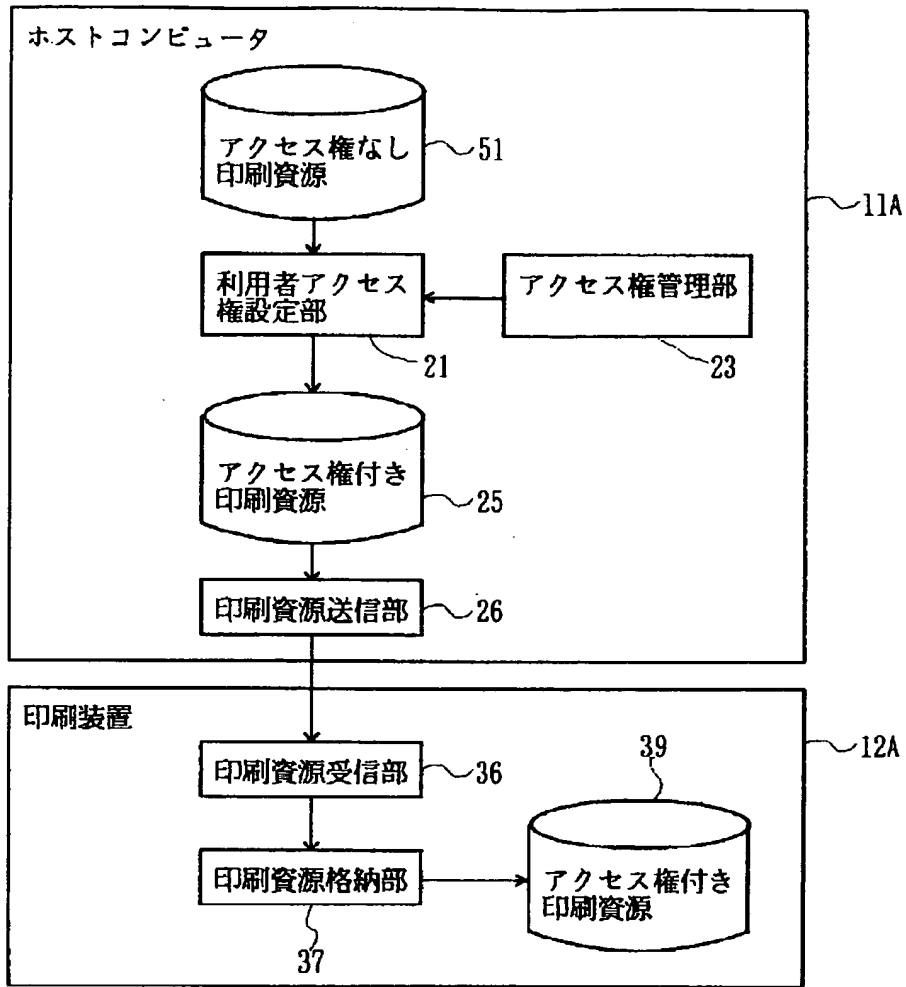 ホストコンピュータ
アクセス権なし
印刷資源
51
11A
利用者アクセス
権設定部
アクセス権管理部
21
23
アクセス権付き
印刷資源
25
印刷資源送信部
26
印刷装置
12A
39
印刷資源受信部
36
印刷資源格納部
アクセス権付き
印刷資源
37